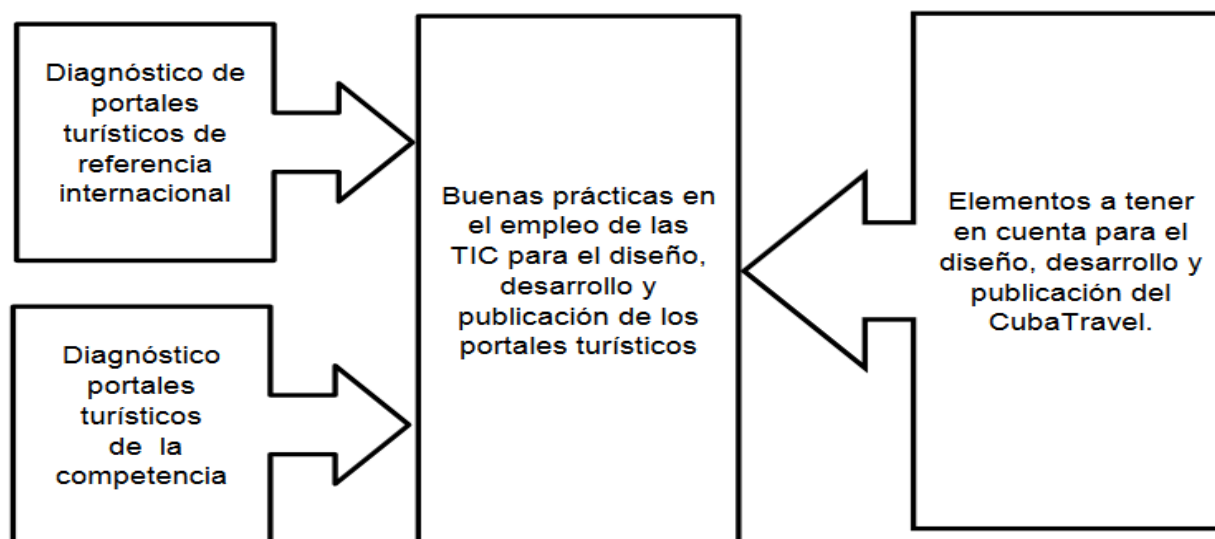 Diagnóstico de
portales
turísticos de
referencia
internacional
Diagnóstico
portales
turísticos
de la
competencia
Buenas prácticas en
el empleo de las
TIC para el diseño,
desarrollo y
publicación de los
portales turísticos
Elementos a tener
en cuenta para el
diseño, desarrollo y
publicación del
CubaTravel.